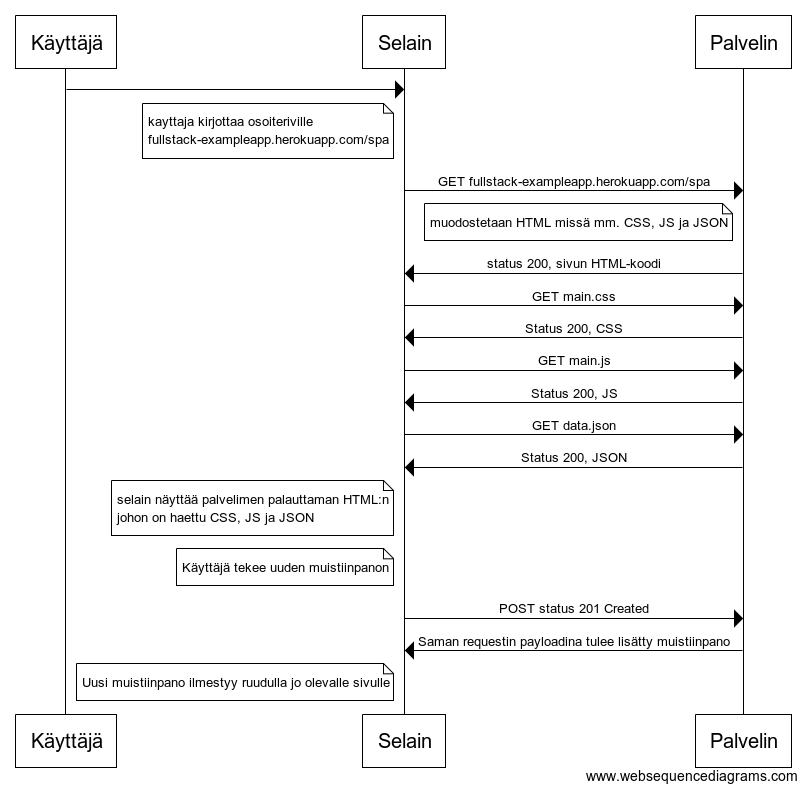 Käyttäjä
Selain
Palvelin
kayttaja kirjottaa osoiteriville
fullstack-exampleapp.herokuapp.com/spa
GET fullstack-exampleapp.herokuapp.com/spa
muodostetaan HTML missä mm. CSS, JS ja JSON
status 200, sivun HTML-koodi
GET main.css
Status 200, CSS
GET main.js
Status 200, JS
GET data.json
Status 200, JSON
selain näyttää palvelimen palauttaman HTML:n
johon on haettu CSS, JS ja JSON
Käyttäjä tekee uuden muistiinpanon
POST status 201 Created
Saman requestin payloadina tulee lisätty muistiinpano
Uusi muistiinpano ilmestyy ruudulla jo olevalle sivulle
Käyttäjä
Selain
Palvelin
www.websequencediagrams.com